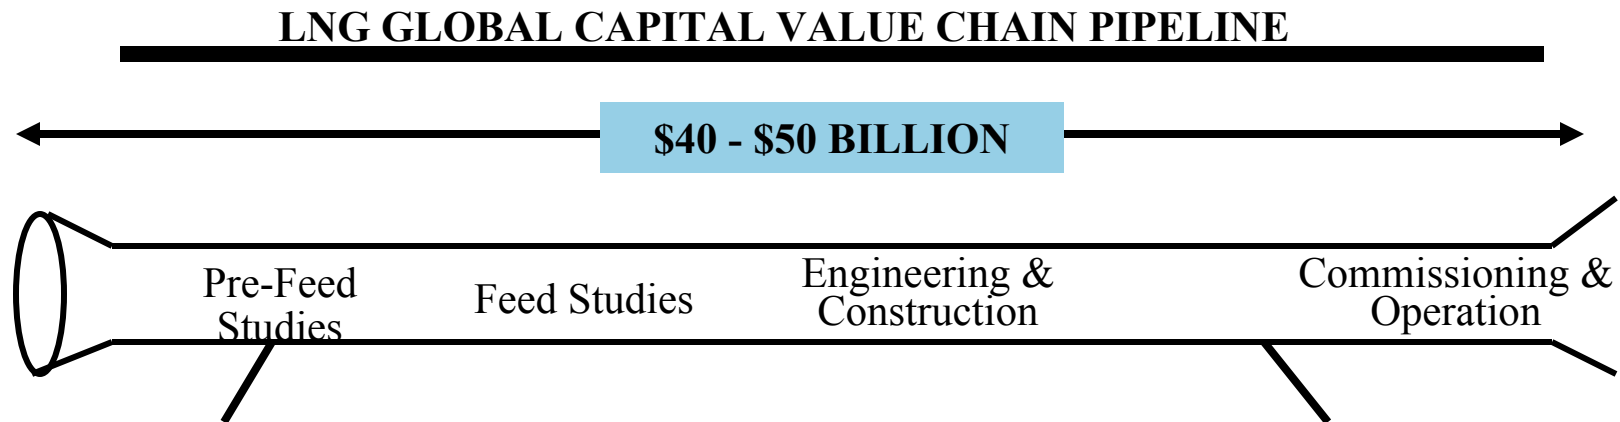 LNG GLOBAL CAPITAL VALUE CHAIN PIPELINE
$40 - $50 BILLION
Pre-Feed
Studies
Feed Studies
Engineering &
Construction
Commissioning &
Operation